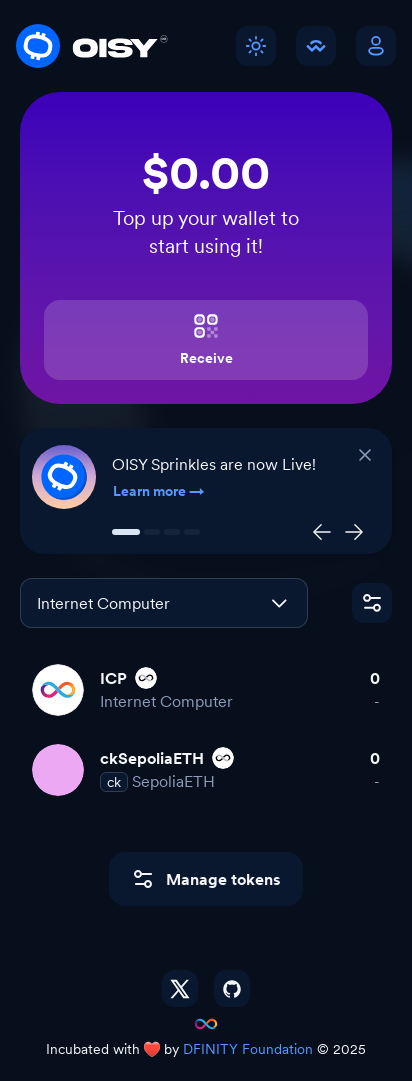 OISY
$0.00
Top up your wallet to
start using it!
Receive
OISY Sprinkles are now Live!
Learn more
Internet Computer
ICP 0
Internet Computer -
ckSepoliaETH 0
ck SepoliaETH -
Manage tokens
Incubated with ❤️ by DFINITY Foundation © 2025